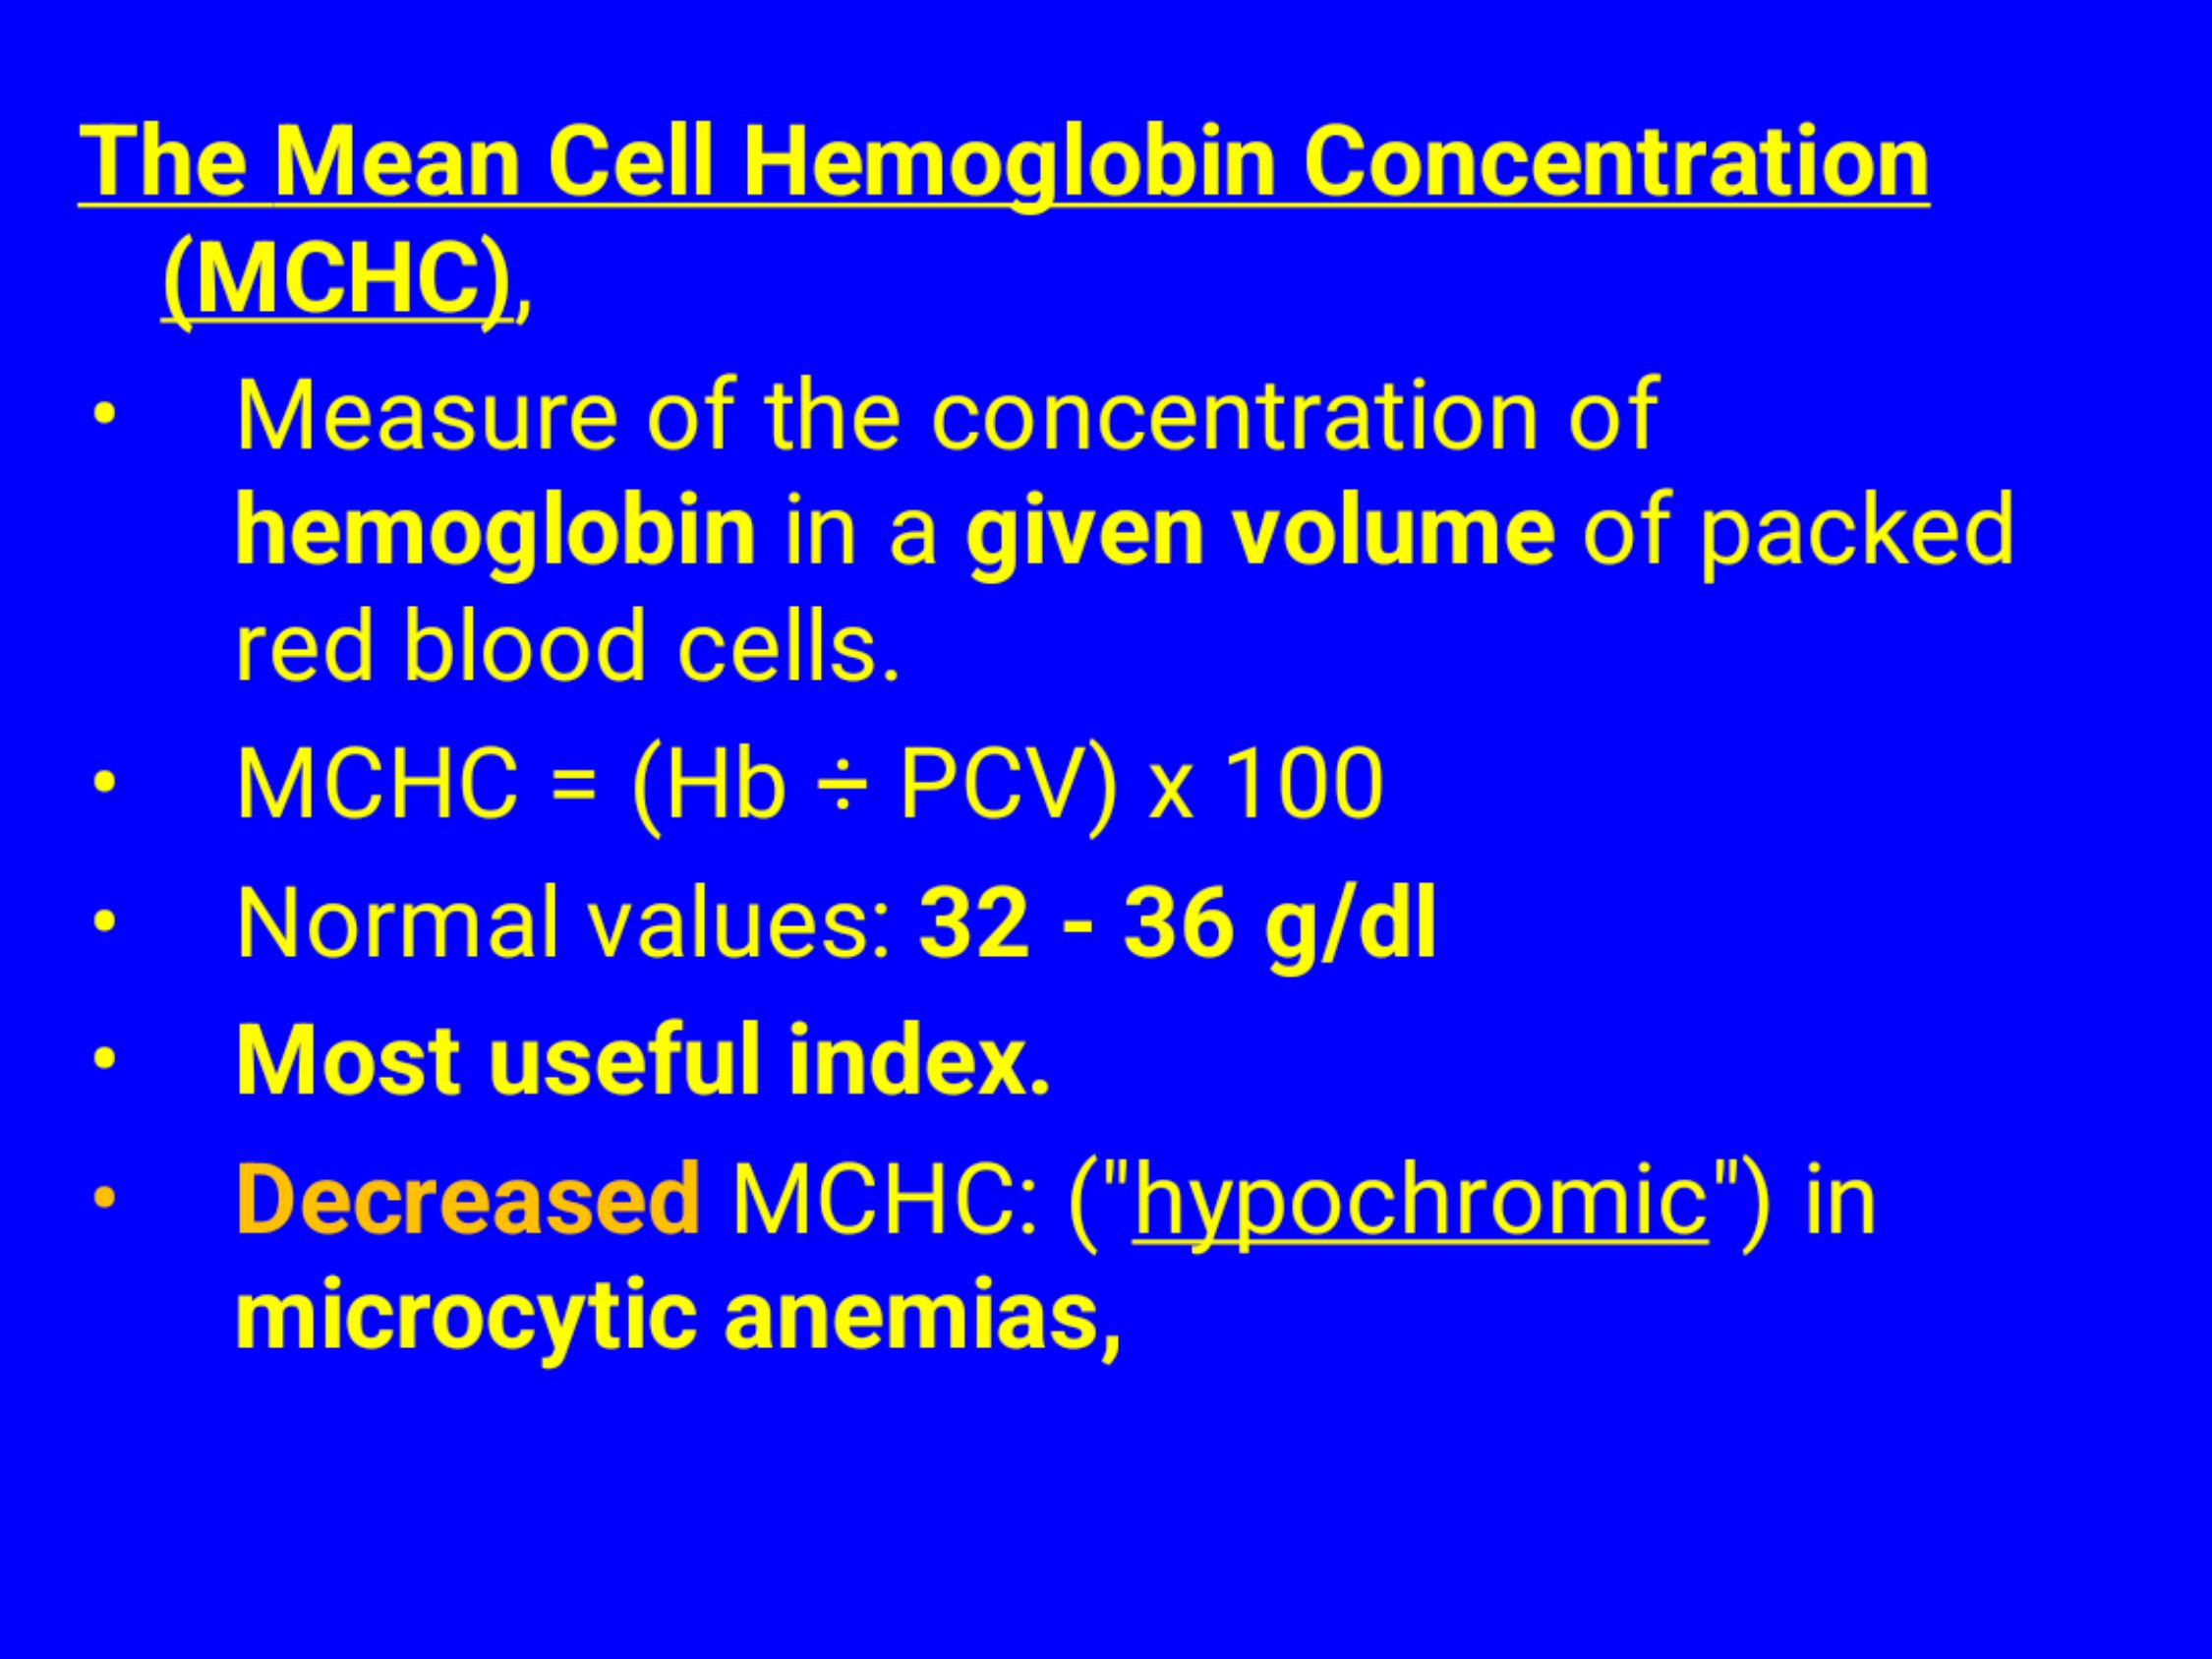 The Mean Cell Hemoglobin Concentration
(MCHC),
• Measure of the concentration of
hemoglobin in a given volume of packed
red blood cells.
• MCHC = (Hb ÷ PCV) x 100
• Normal values: 32 - 36 g/dl
• Most useful index.
• Decreased MCHC: ("hypochromic") in
microcytic anemias,